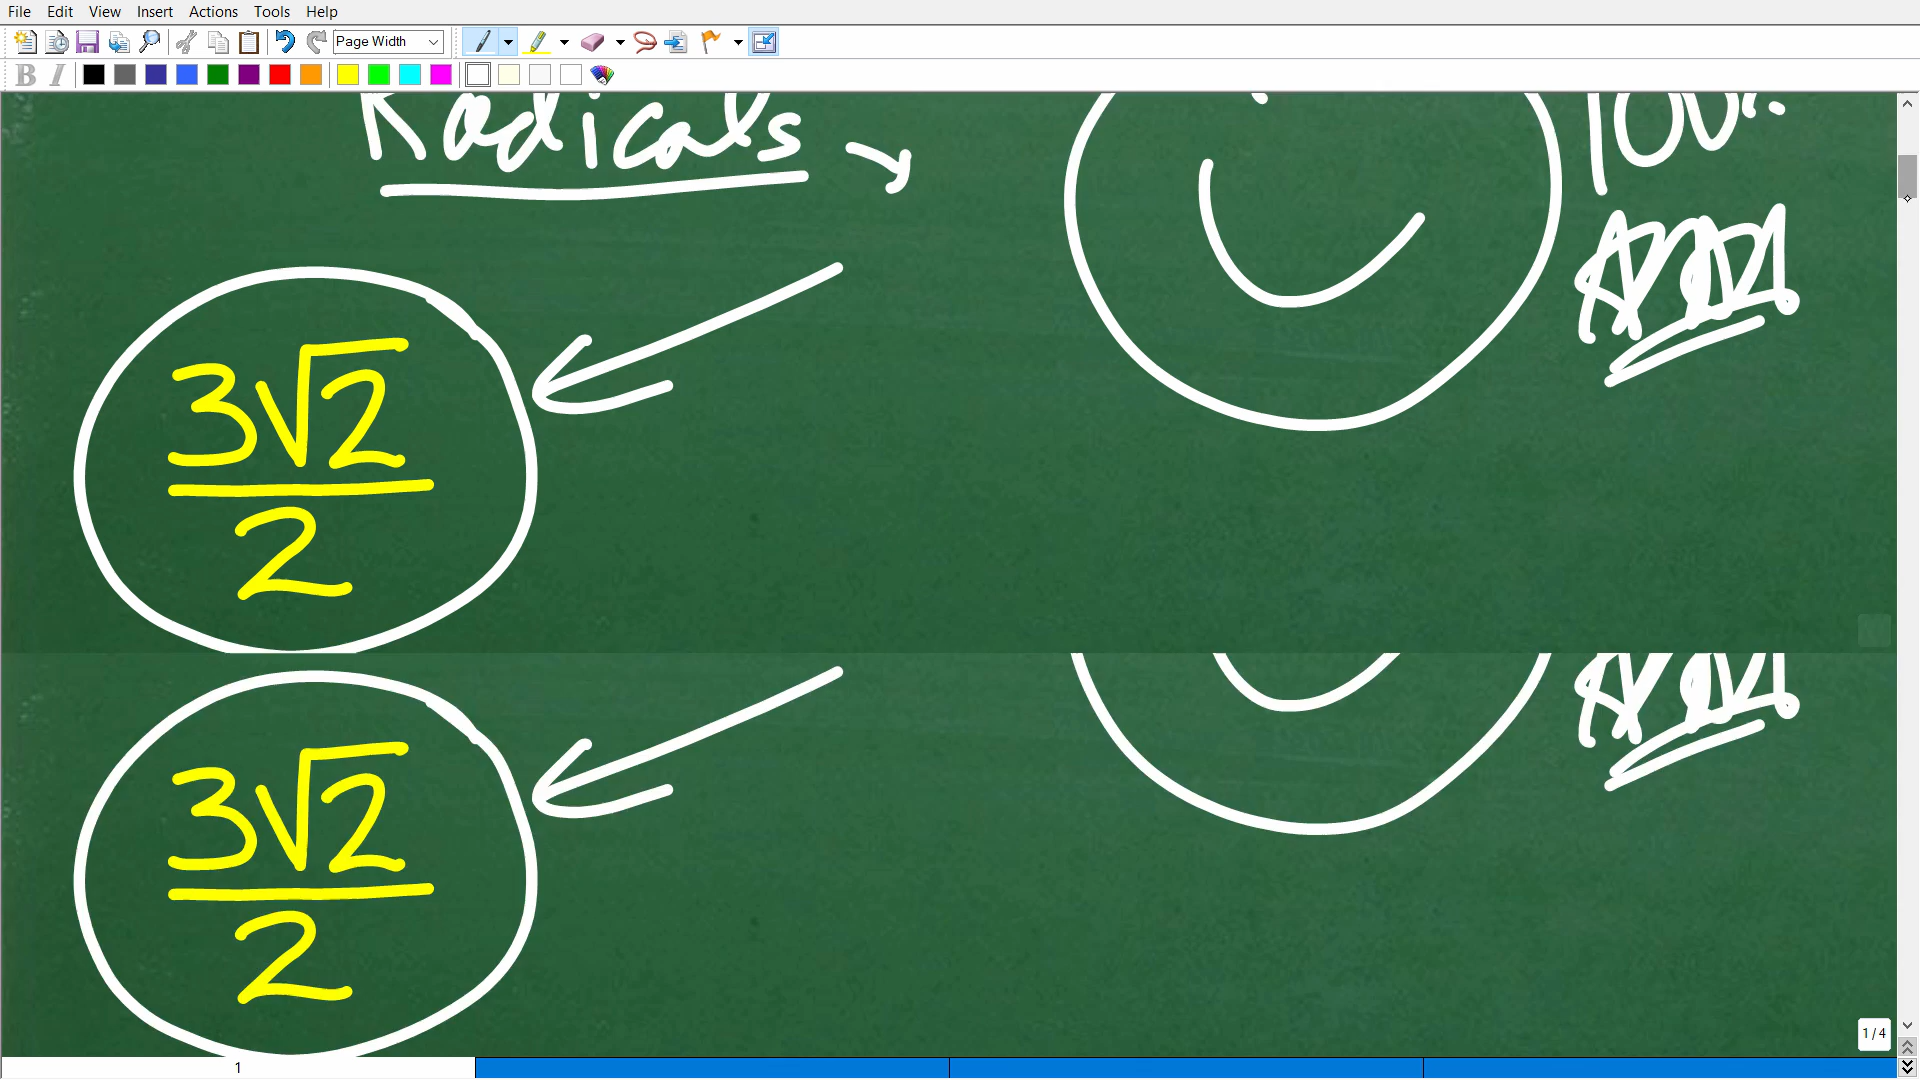 File Edit View Insert Actions Tools Help
Page Width
B I
Radicals
100%
3√2
2
3√2
2
1 / 4
1